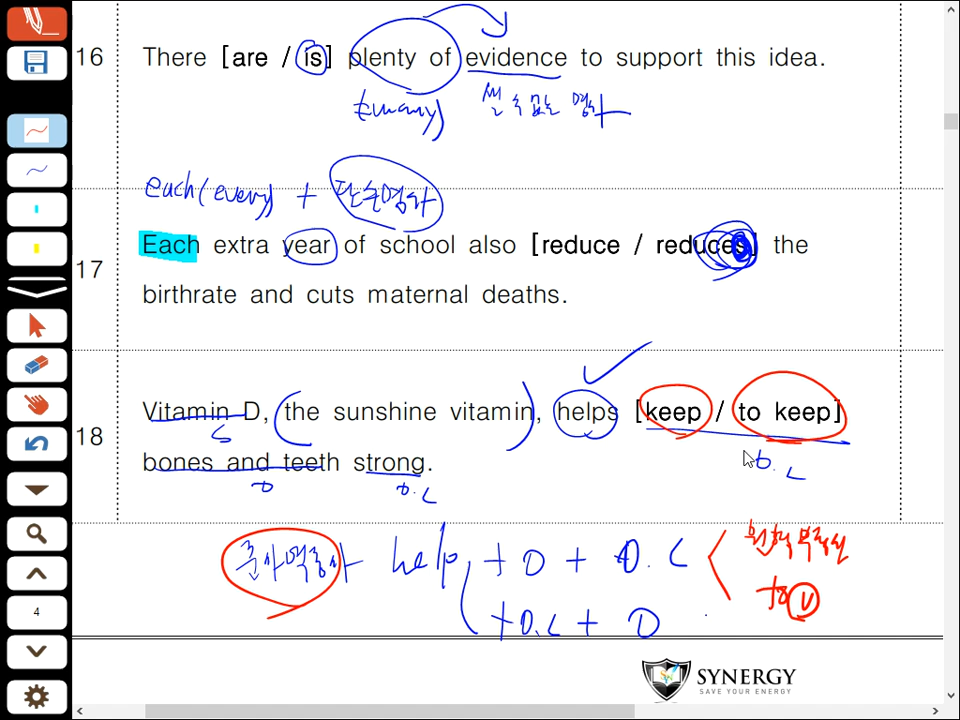 16 There [are / is] plenty of evidence to support this idea.
(many) 셀 수 없는 명사
each(every) + 단수명사
17 Each extra year of school also [reduce / reduces] the
birthrate and cuts maternal deaths.
18 Vitamin D, (the sunshine vitamin), helps [keep / to keep]
S O.C
bones and teeth strong.
O O.C
준사역동사 help + O + O.C < 원형부정사
to V
+ O.C + O
4
SYNERGY
SAVE YOUR ENERGY